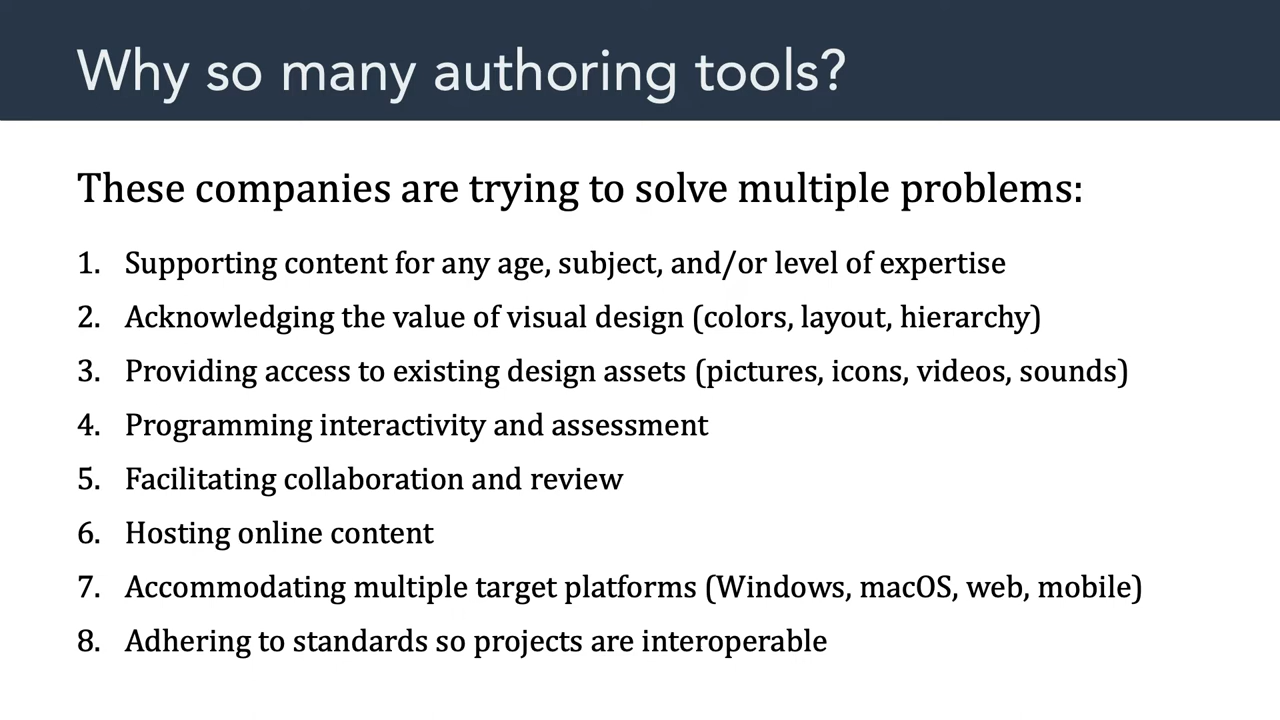 Why so many authoring tools?
These companies are trying to solve multiple problems:
1. Supporting content for any age, subject, and/or level of expertise
2. Acknowledging the value of visual design (colors, layout, hierarchy)
3. Providing access to existing design assets (pictures, icons, videos, sounds)
4. Programming interactivity and assessment
5. Facilitating collaboration and review
6. Hosting online content
7. Accommodating multiple target platforms (Windows, macOS, web, mobile)
8. Adhering to standards so projects are interoperable